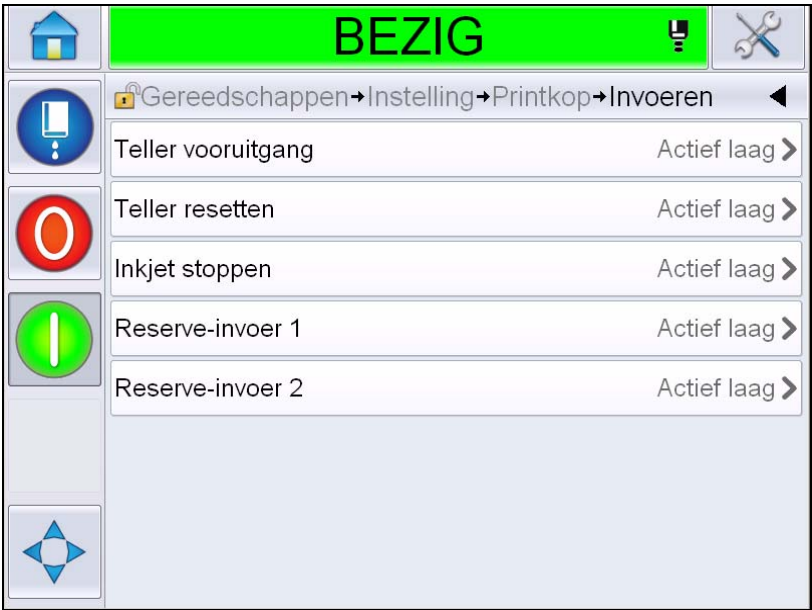 BEZIG
Gereedschappen→Instelling→Printkop→Invoeren
Teller vooruitgang Actief laag
Teller resetten Actief laag
Inkjet stoppen Actief laag
Reserve-invoer 1 Actief laag
Reserve-invoer 2 Actief laag